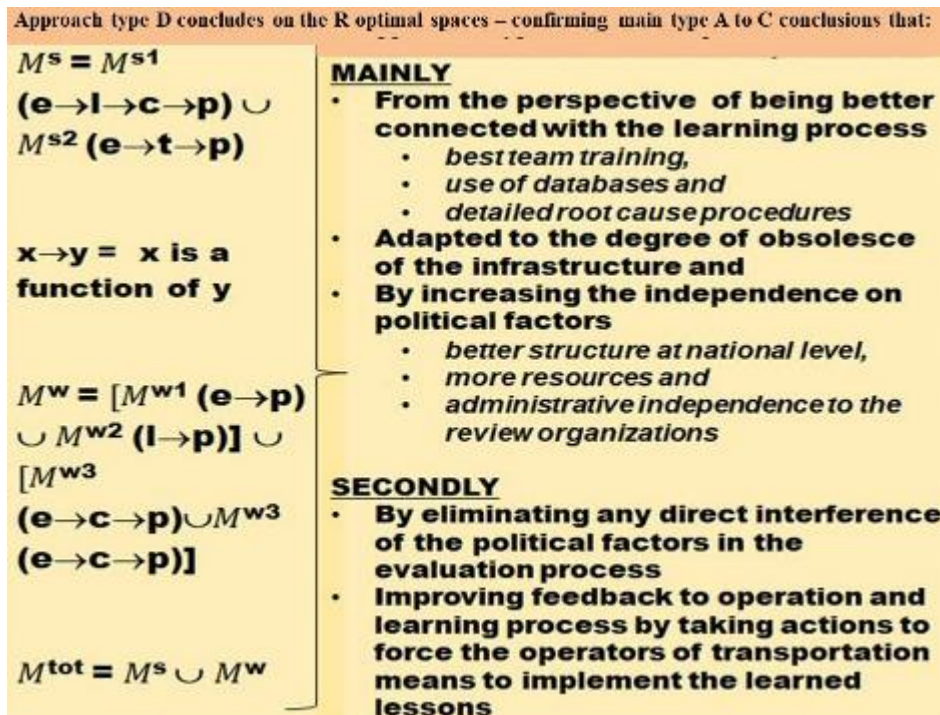 Approach type D concludes on the R optimal spaces – confirming main type A to C conclusions that:
Mˢ = Mˢ¹
(e→l→c→p) ∪
Mˢ² (e→t→p)
x→y = x is a
function of y
Mʷ = [Mʷ¹ (e→p)
∪ Mʷ² (l→p)] ∪
[Mʷ³
(e→c→p)∪Mʷ³
(e→c→p)]
Mᵗᵒᵗ = Mˢ ∪ Mʷ
MAINLY
• From the perspective of being better
connected with the learning process
• best team training,
• use of databases and
• detailed root cause procedures
• Adapted to the degree of obsolesce
of the infrastructure and
• By increasing the independence on
political factors
• better structure at national level,
• more resources and
• administrative independence to the
review organizations
SECONDLY
• By eliminating any direct interference
of the political factors in the
evaluation process
• Improving feedback to operation and
learning process by taking actions to
force the operators of transportation
means to implement the learned
lessons